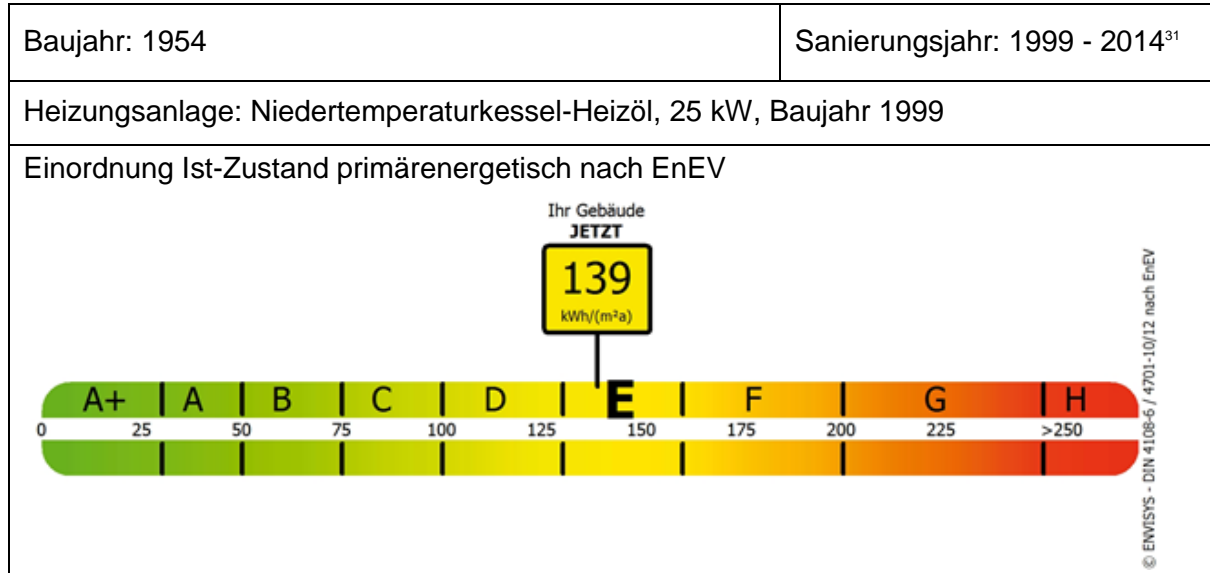 Baujahr: 1954
Sanierungsjahr: 1999 - 2014³¹
Heizungsanlage: Niedertemperaturkessel-Heizöl, 25 kW, Baujahr 1999
Einordnung Ist-Zustand primärenergetisch nach EnEV
Ihr Gebäude
JETZT
139
kWh/(m²a)
A+ A B C D E F G H
0 25 50 75 100 125 150 175 200 225 >250
© ENVISYS - DIN 4108-6 / 4701-10/12 nach EnEV